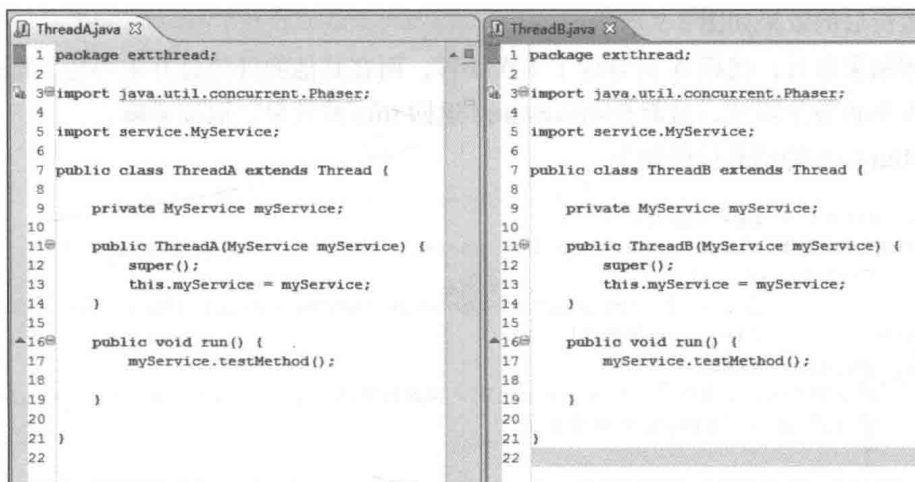 ThreadA.java
1 package extthread;
2
3 import java.util.concurrent.Phaser;
4
5 import service.MyService;
6
7 public class ThreadA extends Thread {
8
9 private MyService myService;
10
11 public ThreadA(MyService myService) {
12 super();
13 this.myService = myService;
14 }
15
16 public void run() {
17 myService.testMethod();
18
19 }
20
21 }
22
ThreadB.java
1 package extthread;
2
3 import java.util.concurrent.Phaser;
4
5 import service.MyService;
6
7 public class ThreadB extends Thread {
8
9 private MyService myService;
10
11 public ThreadB(MyService myService) {
12 super();
13 this.myService = myService;
14 }
15
16 public void run() {
17 myService.testMethod();
18
19 }
20
21 }
22